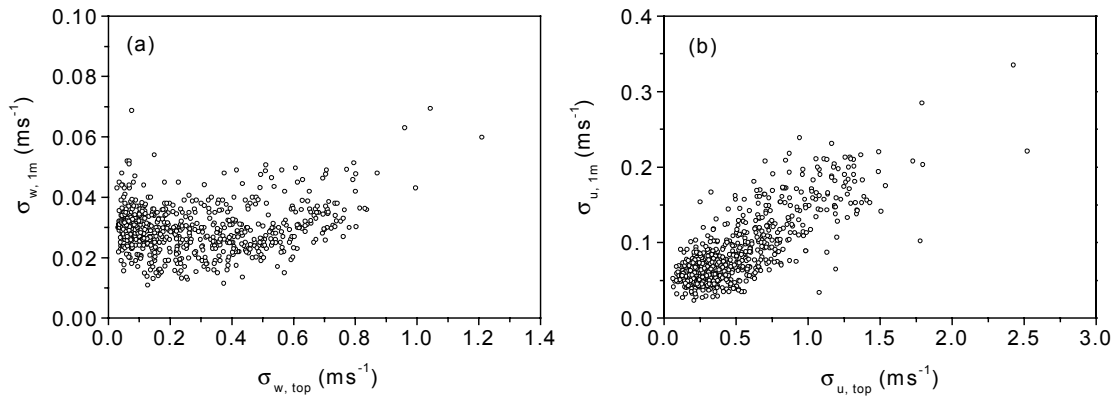 (a)
0.10
0.08
0.06
0.04
0.02
0.00
σw, 1m (ms-1)
0.0 0.2 0.4 0.6 0.8 1.0 1.2 1.4
σw, top (ms-1)
(b)
0.4
0.3
0.2
0.1
0.0
σu, 1m (ms-1)
0.0 0.5 1.0 1.5 2.0 2.5 3.0
σu, top (ms-1)